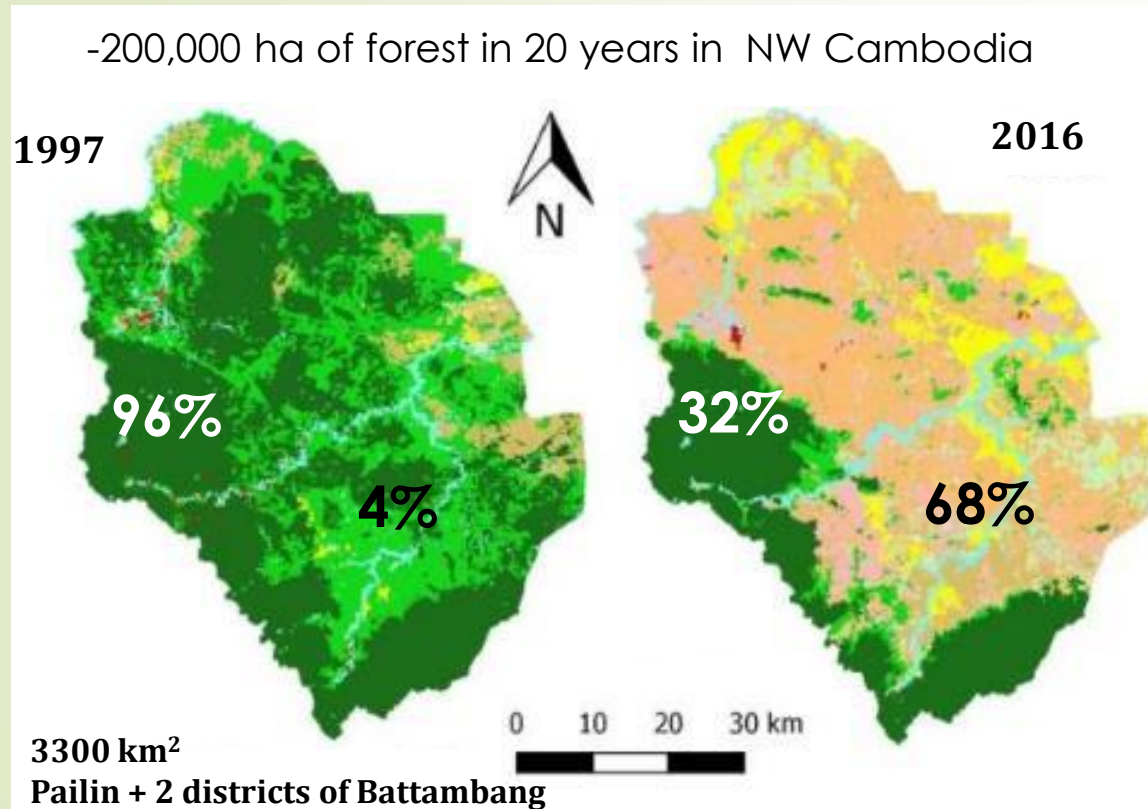 -200,000 ha of forest in 20 years in NW Cambodia
1997
N
2016
96%
4%
32%
68%
0 10 20 30 km
3300 km²
Pailin + 2 districts of Battambang